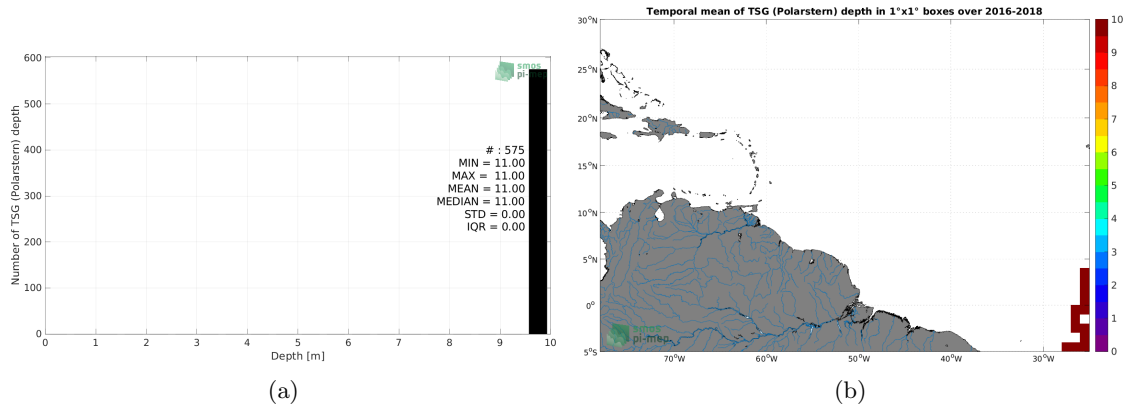 600
500
400
300
200
100
0
Number of TSG (Polarstern) depth
smos
pi-mep
# : 575
MIN = 11.00
MAX = 11.00
MEAN = 11.00
MEDIAN = 11.00
STD = 0.00
IQR = 0.00
0 1 2 3 4 5 6 7 8 9 10
Depth [m]
(a)
Temporal mean of TSG (Polarstern) depth in 1°x1° boxes over 2016-2018
30°N
25°N
20°N
15°N
10°N
5°N
0°
5°S
70°W 60°W 50°W 40°W 30°W
smos
pi-mep
10
9
8
7
6
5
4
3
2
1
0
(b)